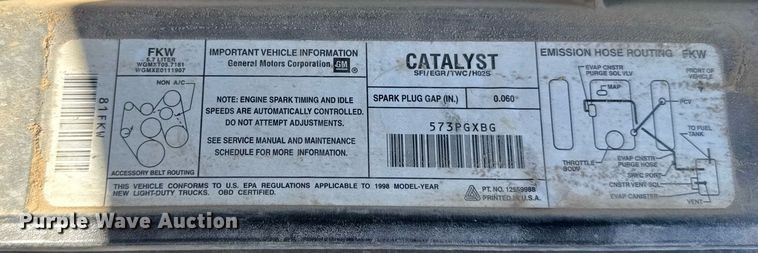 FKW
5.7 LITER
WGMXT05.7181
WGMXE0111907
NON A/C
81FKW
ACCESSORY BELT ROUTING
IMPORTANT VEHICLE INFORMATION
General Motors Corporation GM
NOTE: ENGINE SPARK TIMING AND IDLE
SPEEDS ARE AUTOMATICALLY CONTROLLED.
DO NOT ATTEMPT ADJUSTMENTS.
SEE SERVICE MANUAL AND MAINTENANCE
SCHEDULE FOR MORE INFORMATION.
THIS VEHICLE CONFORMS TO U.S. EPA REGULATIONS APPLICABLE TO 1998 MODEL-YEAR
NEW LIGHT-DUTY TRUCKS. OBD CERTIFIED.
CATALYST
SFI/EGR/TWC/HO2S
SPARK PLUG GAP (IN.) 0.060
573PGXBG
PT. NO. 12559988
PRINTED IN U.S.A.
EMISSION HOSE ROUTING FKW
EVAP CNSTR
PURGE SOL VLV
FRONT OF
VEHICLE
MAP
PCV
TO FUEL
TANK
THROTTLE
BODY
EVAP CNSTR
PURGE HOSE
SERV PORT
CNSTR VENT SOL
EVAP CANISTER
VENT
Purple Wave Auction